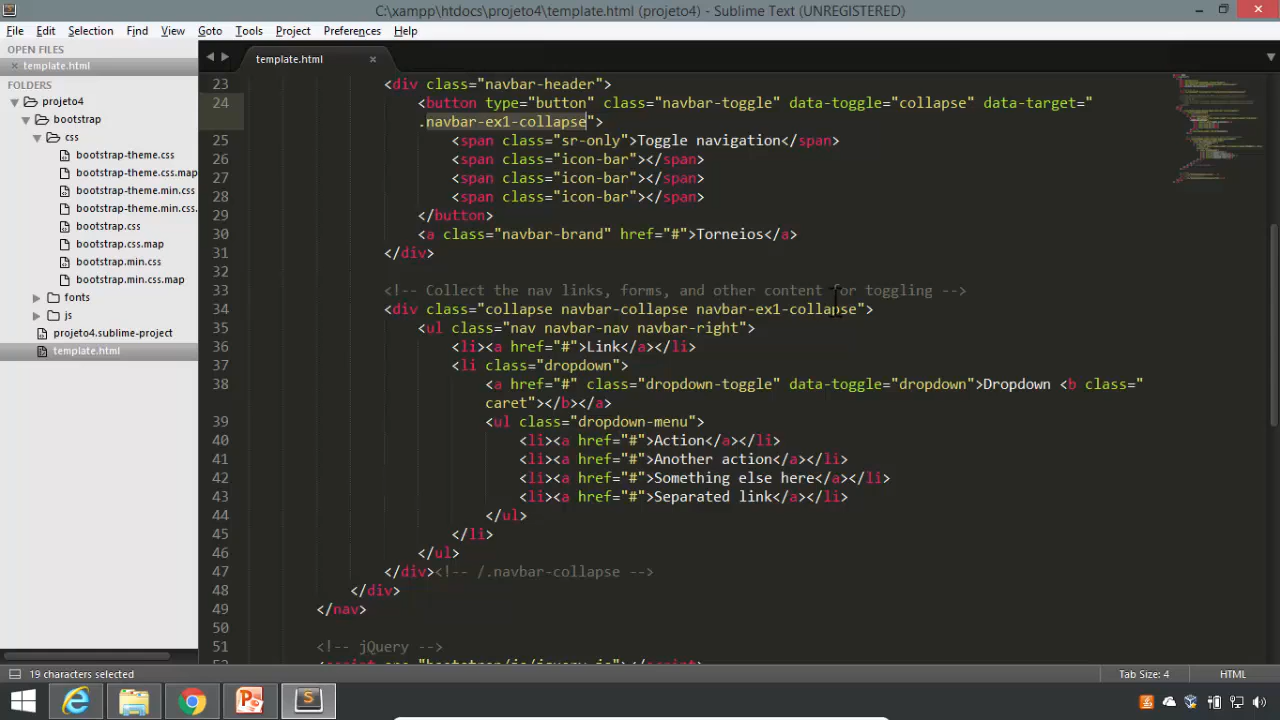 C:\xampp\htdocs\projeto4\template.html (projeto4) - Sublime Text (UNREGISTERED)
File Edit Selection Find View Goto Tools Project Preferences Help
OPEN FILES
template.html
FOLDERS
projeto4
bootstrap
css
bootstrap-theme.css
bootstrap-theme.css.map
bootstrap-theme.min.css
bootstrap-theme.min.css.
bootstrap.css
bootstrap.css.map
bootstrap.min.css
bootstrap.min.css.map
fonts
js
projeto4.sublime-project
template.html
template.html
23 <div class="navbar-header">
24 <button type="button" class="navbar-toggle" data-toggle="collapse" data-target="
.navbar-ex1-collapse">
25 <span class="sr-only">Toggle navigation</span>
26 <span class="icon-bar"></span>
27 <span class="icon-bar"></span>
28 <span class="icon-bar"></span>
29 </button>
30 <a class="navbar-brand" href="#">Torneios</a>
31 </div>
32
33 <!-- Collect the nav links, forms, and other content for toggling -->
34 <div class="collapse navbar-collapse navbar-ex1-collapse">
35 <ul class="nav navbar-nav navbar-right">
36 <li><a href="#">Link</a></li>
37 <li class="dropdown">
38 <a href="#" class="dropdown-toggle" data-toggle="dropdown">Dropdown <b class="
caret"></b></a>
39 <ul class="dropdown-menu">
40 <li><a href="#">Action</a></li>
41 <li><a href="#">Another action</a></li>
42 <li><a href="#">Something else here</a></li>
43 <li><a href="#">Separated link</a></li>
44 </ul>
45 </li>
46 </ul>
47 </div><!-- /.navbar-collapse -->
48 </div>
49 </nav>
50
51 <!-- jQuery -->
52 <script src="bootstrap/js/jquery.js"></script>
19 characters selected Tab Size: 4 HTML